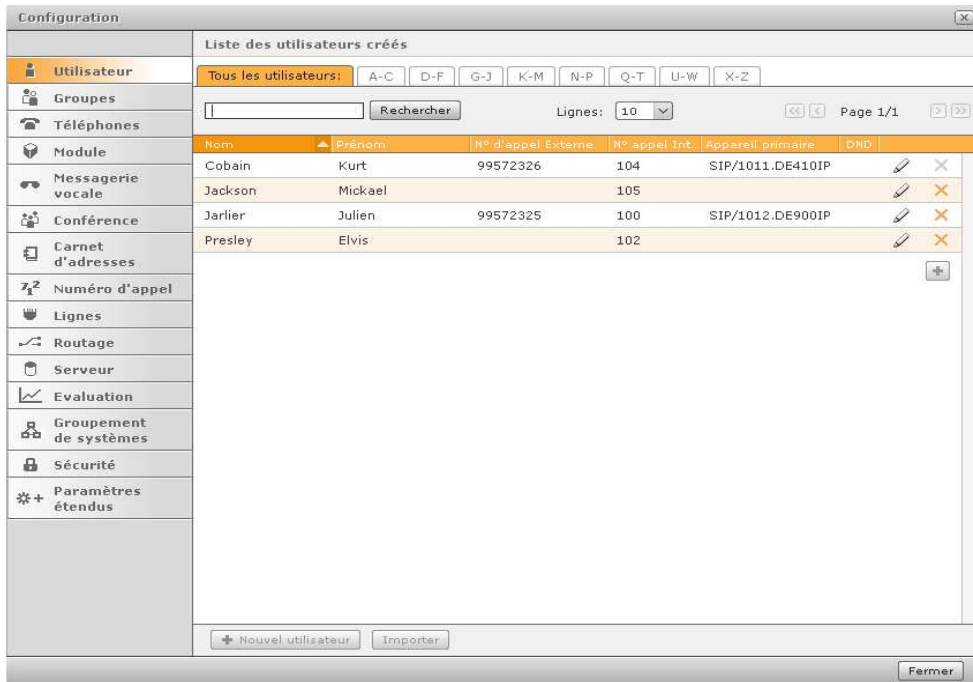 Configuration
Liste des utilisateurs créés
Utilisateur
Groupes
Téléphones
Module
Messagerie
vocale
Conférence
Carnet
d'adresses
Numéro d'appel
Lignes
Routage
Serveur
Evaluation
Groupement
de systèmes
Sécurité
Paramètres
étendus
Tous les utilisateurs: A-C D-F G-J K-M N-P Q-T U-W X-Z
Rechercher Lignes: 10 Page 1/1
Nom Prénom N° d'appel Externe N° appel Int... Appareil primaire DND
Cobain Kurt 99572326 104 SIP/1011.DE410IP
Jackson Mickael 105
Jarlier Julien 99572325 100 SIP/1012.DE900IP
Presley Elvis 102
Nouvel utilisateur Importer
Fermer